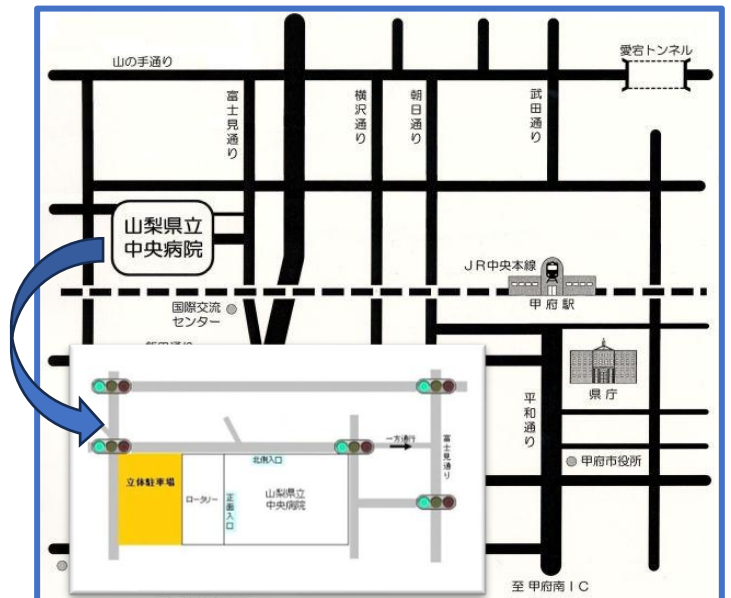 山の手通り
愛宕トンネル
富士見通り
横沢通り
朝日通り
武田通り
山梨県立
中央病院
JR中央本線
甲府駅
国際交流
センター
県庁
平和通り
甲府市役所
至 甲府南IC
一方通行
富士見通り
北側入口
立体駐車場
ロータリー
正面入口
山梨県立
中央病院